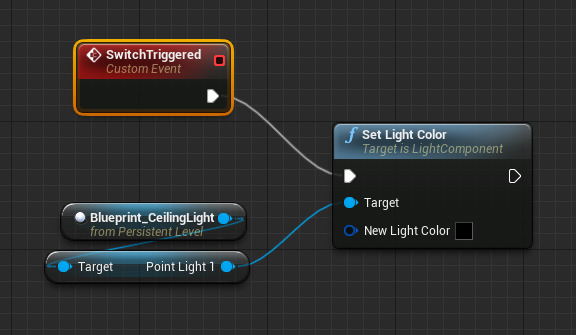 SwitchTriggered
Custom Event
f Set Light Color
Target is LightComponent
Target
New Light Color
Blueprint_CeilingLight
from Persistent Level
Target Point Light 1